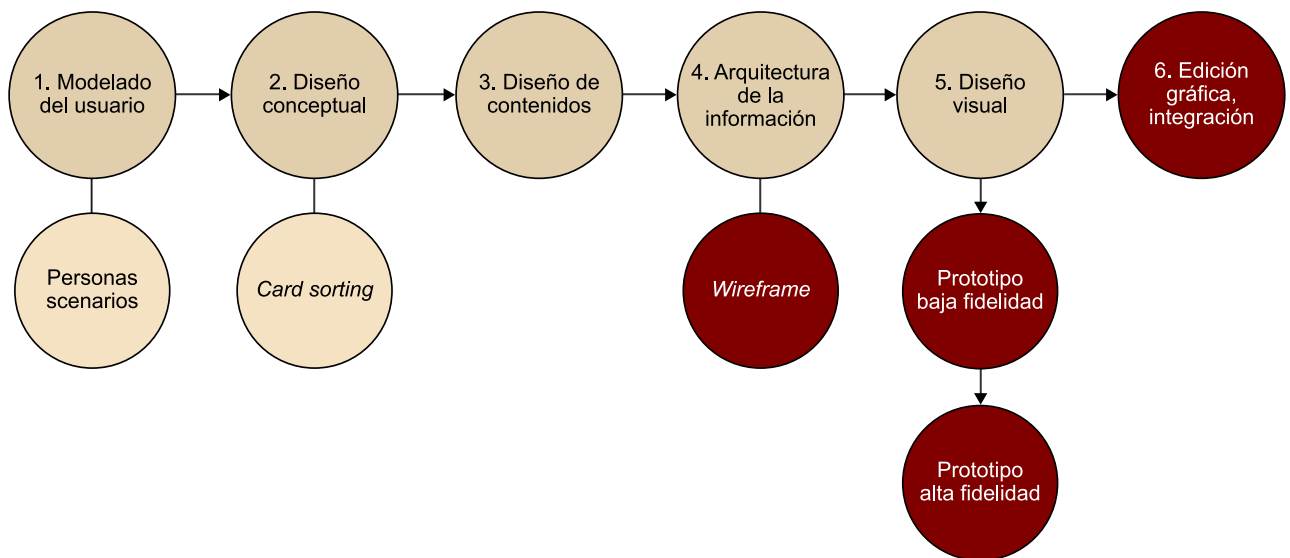 1. Modelado
del usuario
2. Diseño
conceptual
3. Diseño de
contenidos
4. Arquitectura
de la
información
5. Diseño
visual
6. Edición
gráfica,
integración
Personas
scenarios
Card sorting
Wireframe
Prototipo
baja fidelidad
Prototipo
alta fidelidad